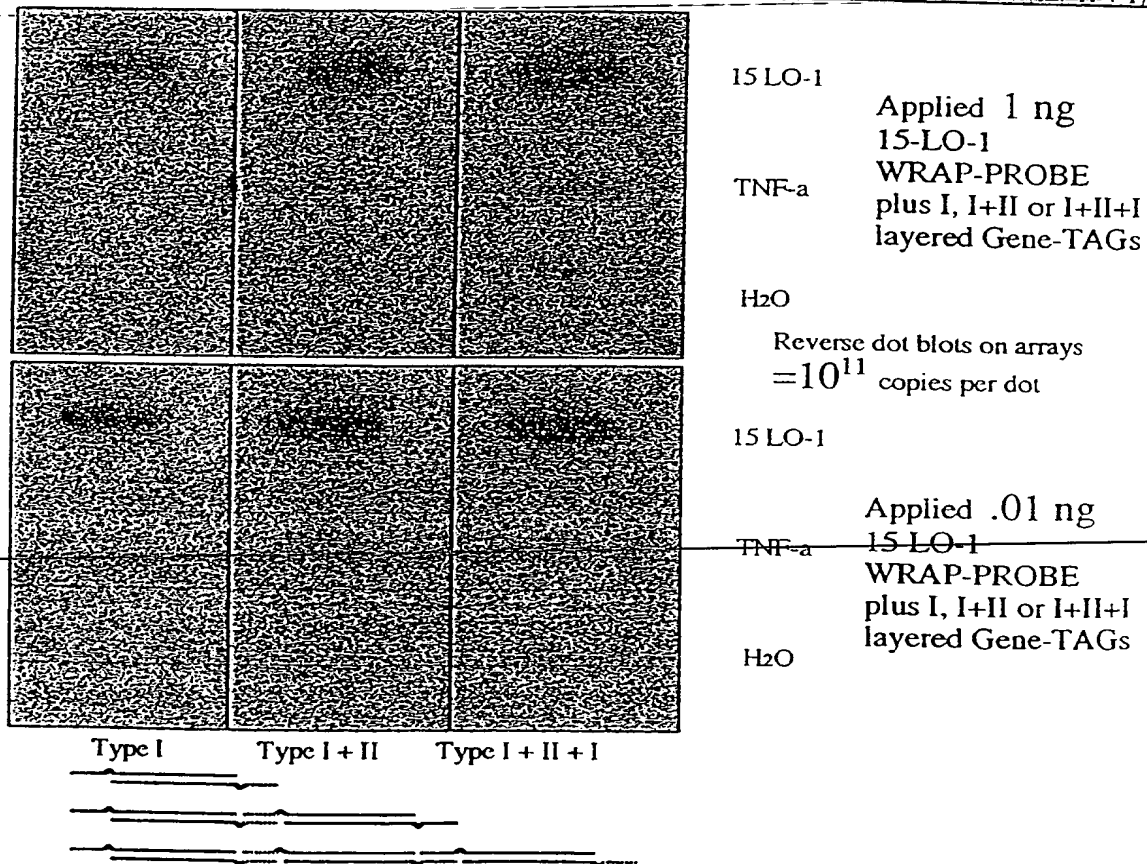 15 LO-1
Applied 1 ng
15-LO-1
WRAP-PROBE
plus I, I+II or I+II+I
layered Gene-TAGs
TNF-a
H2O
Reverse dot blots on arrays
=10¹¹ copies per dot
15 LO-1
Applied .01 ng
TNF-a
15 LO-1
WRAP-PROBE
plus I, I+II or I+II+I
layered Gene-TAGs
H2O
Type I
Type I + II
Type I + II + I